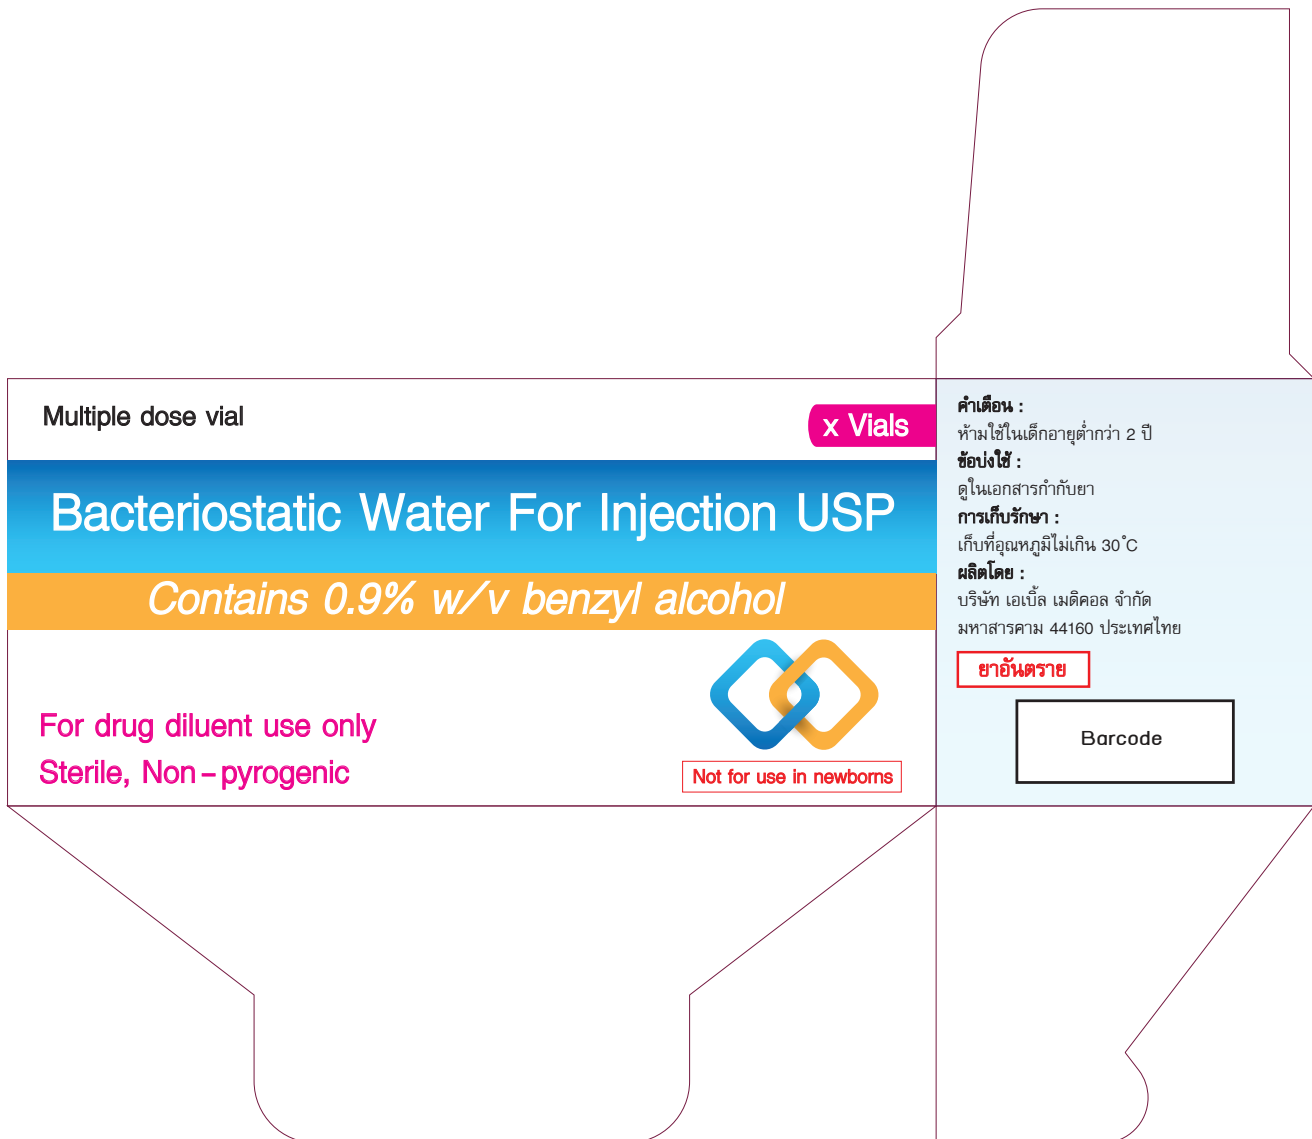 Multiple dose vial
x Vials
Bacteriostatic Water For Injection USP
Contains 0.9% w/v benzyl alcohol
For drug diluent use only
Sterile, Non-pyrogenic
Not for use in newborns
คำเตือน :
ห้ามใช้ในเด็กอายุต่ำกว่า 2 ปี
ข้อบ่งใช้ :
ดูในเอกสารกำกับยา
การเก็บรักษา :
เก็บที่อุณหภูมิไม่เกิน 30°C
ผลิตโดย :
บริษัท เอเบิ้ล เมดิคอล จำกัด
มหาสารคาม 44160 ประเทศไทย
ยาอันตราย
Barcode